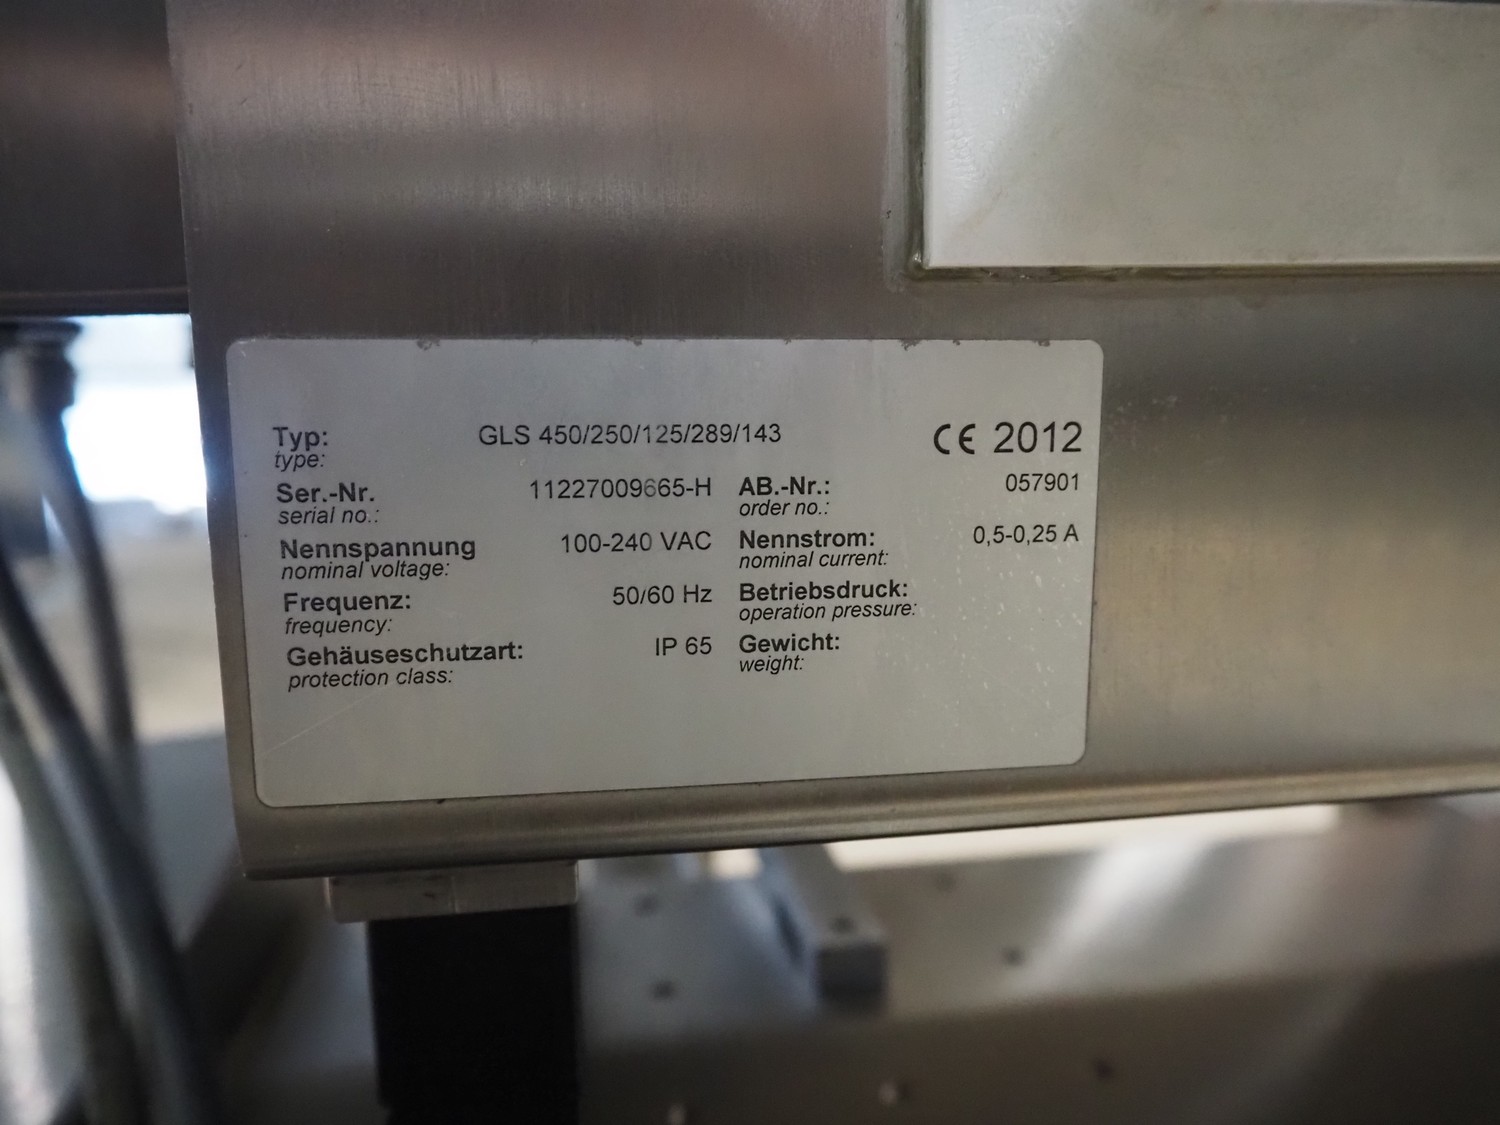 Typ: GLS 450/250/125/289/143 CE 2012
type:
Ser.-Nr. 11227009665-H AB.-Nr.: 057901
serial no.: order no.:
Nennspannung 100-240 VAC Nennstrom: 0,5-0,25 A
nominal voltage: nominal current:
Frequenz: 50/60 Hz Betriebsdruck:
frequency: operation pressure:
Gehäuseschutzart: IP 65 Gewicht:
protection class: weight: